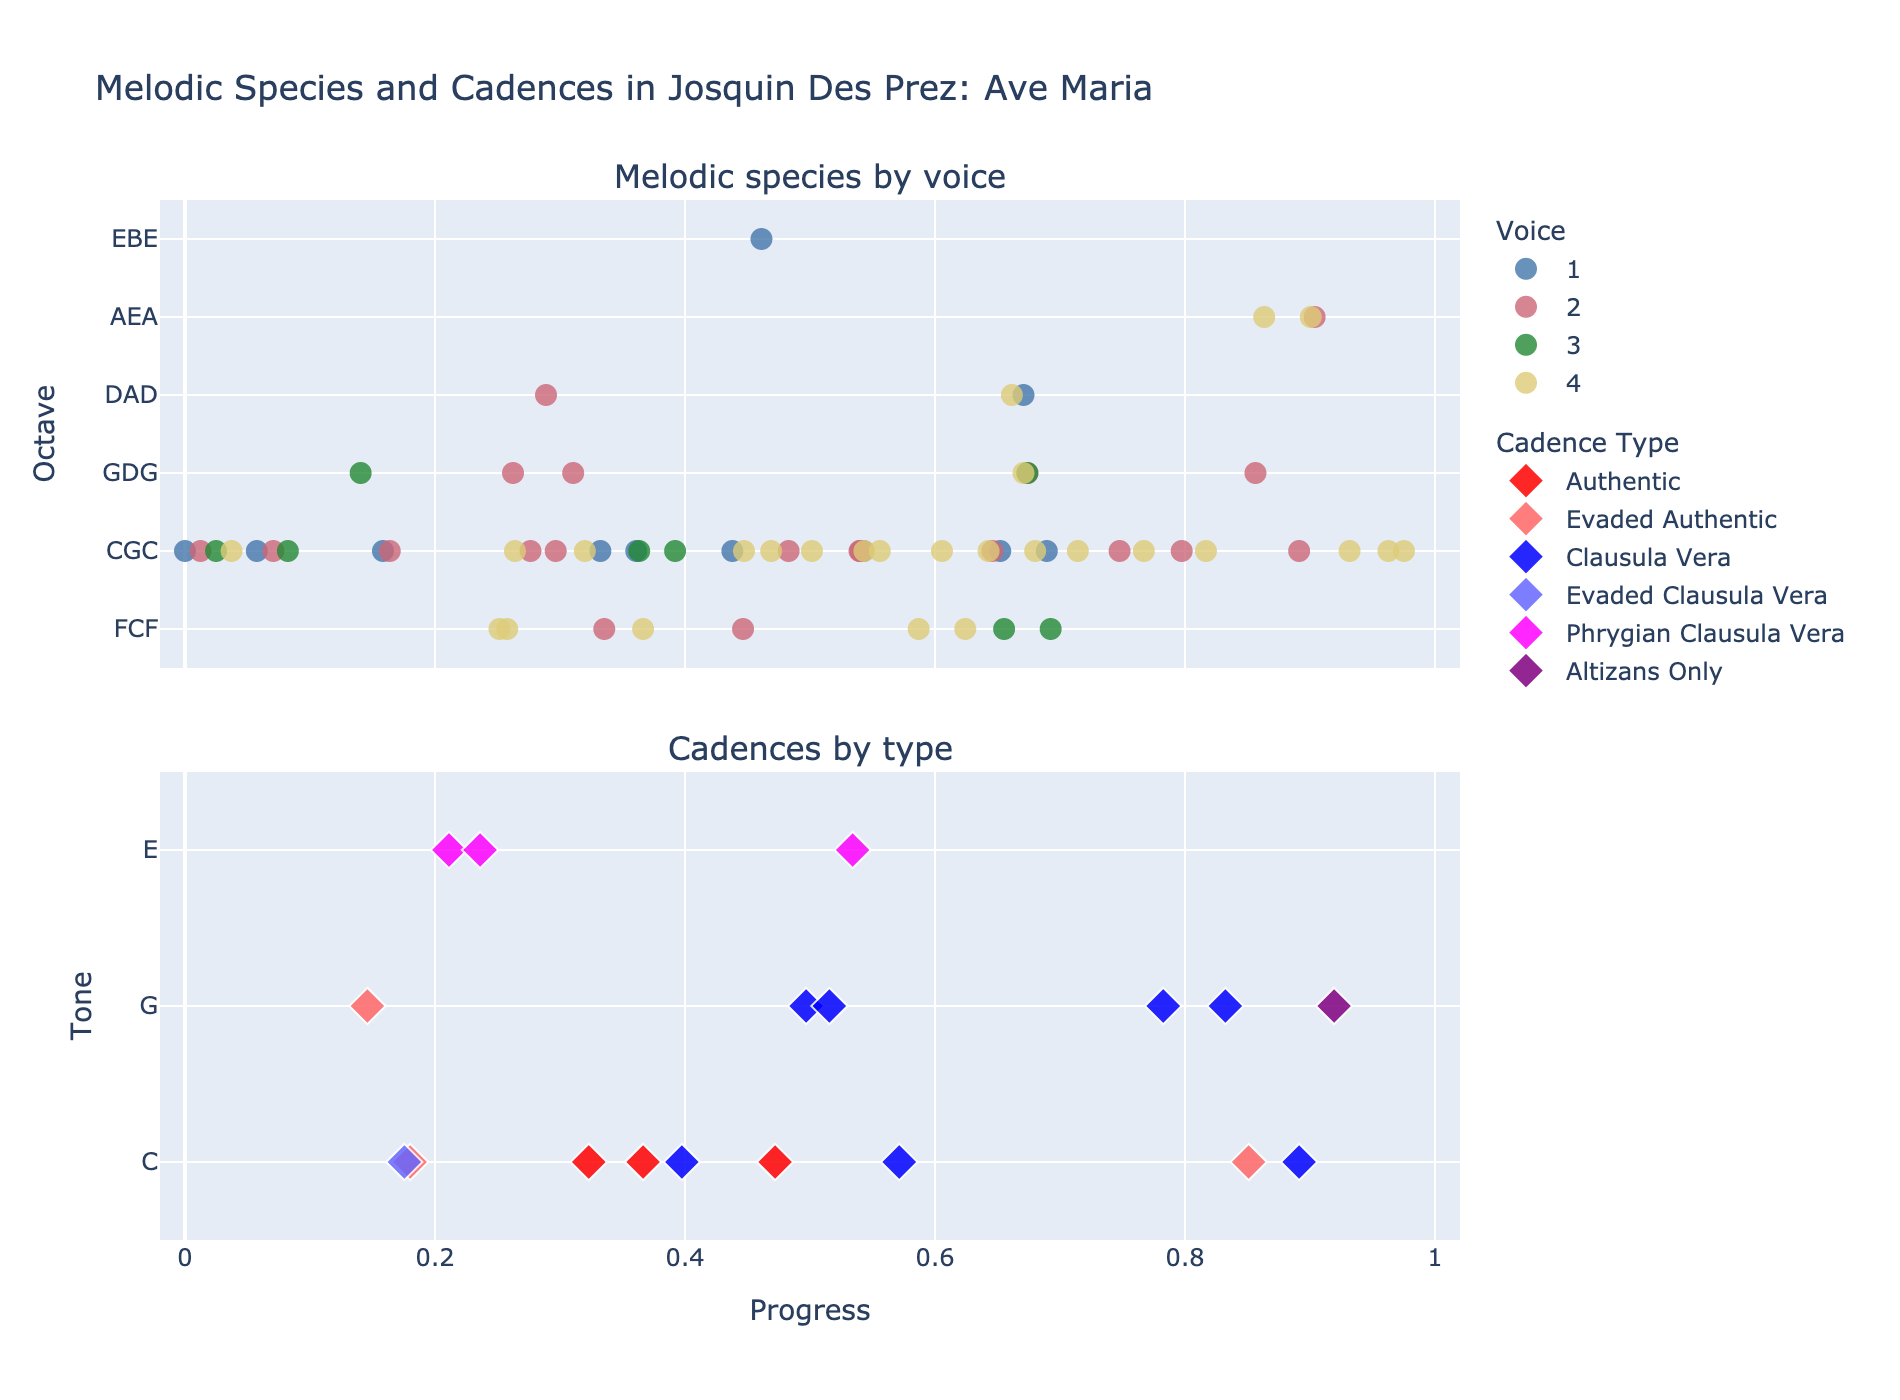 Melodic Species and Cadences in Josquin Des Prez: Ave Maria
Melodic species by voice
Octave
EBE
AEA
DAD
GDG
CGC
FCF
Voice
1
2
3
4
Cadence Type
Authentic
Evaded Authentic
Clausula Vera
Evaded Clausula Vera
Phrygian Clausula Vera
Altizans Only
Cadences by type
Tone
E
G
C
0 0.2 0.4 0.6 0.8 1
Progress